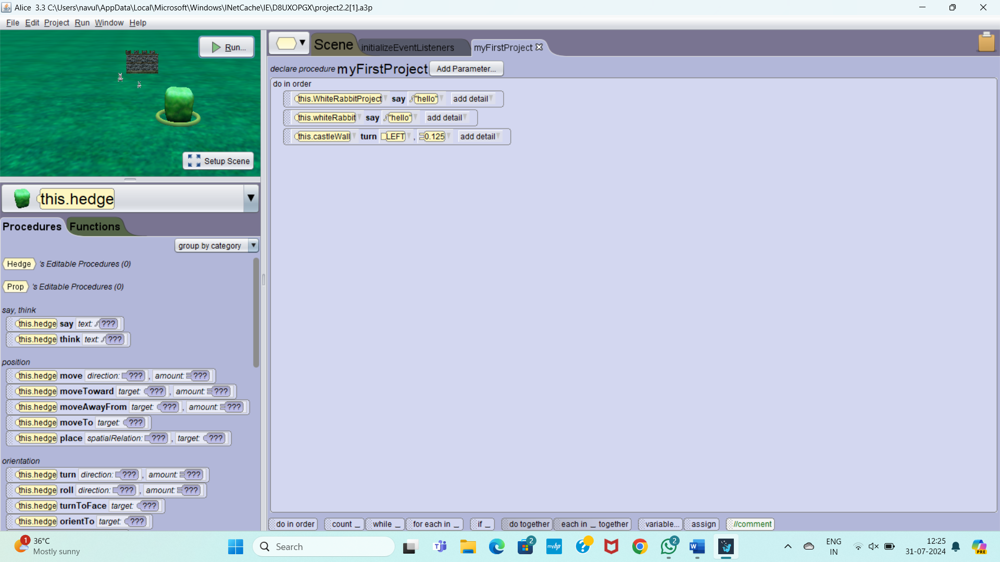 Alice 3.3 C:\Users\navul\AppData\Local\Microsoft\Windows\INetCache\IE\D8UXOPGX\project2.2[1].a3p
File Edit Project Run Window Help
Run...
Setup Scene
this.hedge
Procedures Functions
group by category
Hedge 's Editable Procedures (0)
Prop 's Editable Procedures (0)
say, think
this.hedge say text: ???
this.hedge think text: ???
position
this.hedge move direction: ??? , amount: ???
this.hedge moveToward target: ??? , amount: ???
this.hedge moveAwayFrom target: ??? , amount: ???
this.hedge moveTo target: ???
this.hedge place spatialRelation: ??? , target: ???
orientation
this.hedge turn direction: ??? , amount: ???
this.hedge roll direction: ??? , amount: ???
this.hedge turnToFace target: ???
this.hedge orientTo target: ???
Scene initializeEventListeners myFirstProject
declare procedure myFirstProject Add Parameter...
do in order
this.WhiteRabbitProject say "hello" add detail
this.whiteRabbit say "hello" add detail
this.castleWall turn LEFT , 0.125 add detail
do in order count _ while _ for each in _ if _ do together each in _ together variable... assign //comment
1 36°C
Mostly sunny
Search
2
myhp
2
ENG
IN
12:25
31-07-2024
PRE